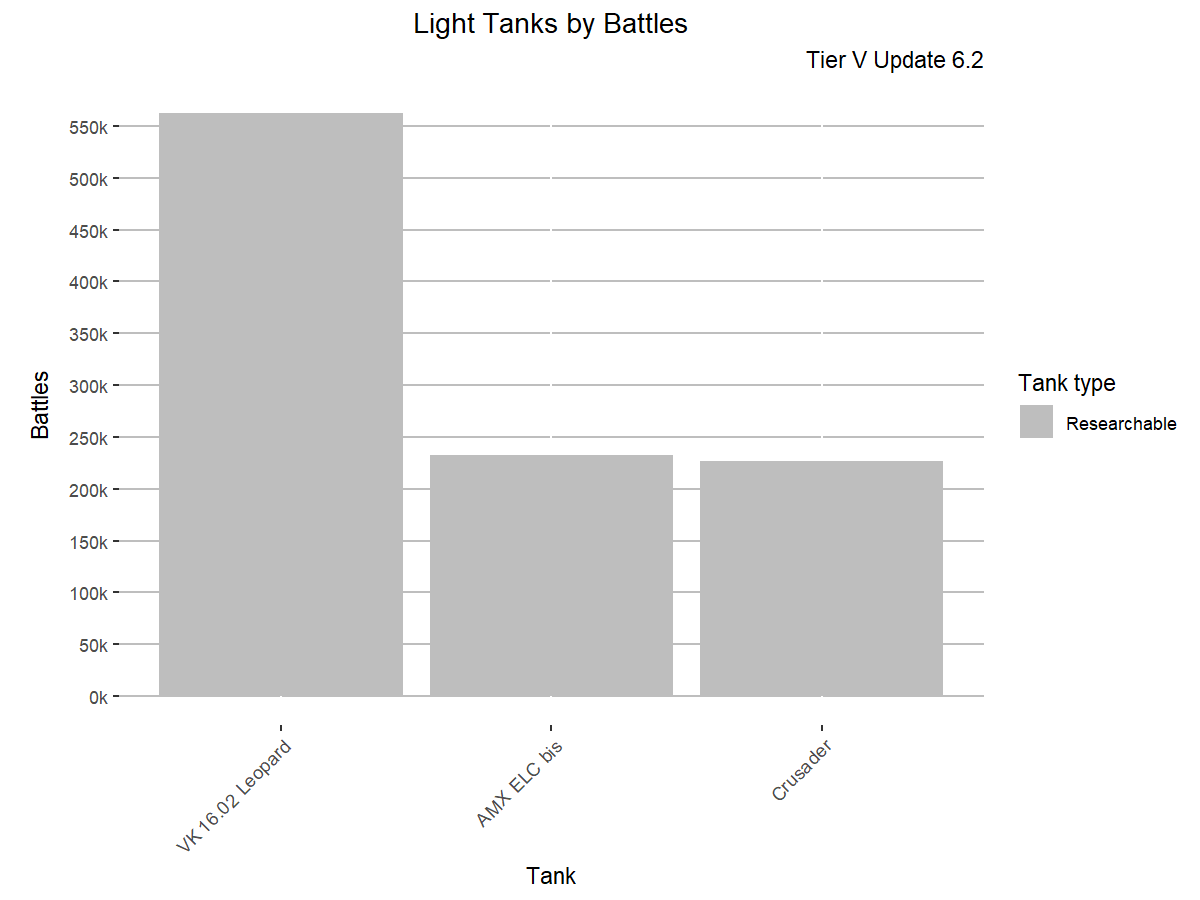 Light Tanks by Battles
Tier V Update 6.2
Battles
550k
500k
450k
400k
350k
300k
250k
200k
150k
100k
50k
0k
VK 16.02 Leopard
AMX ELC bis
Crusader
Tank
Tank type
Researchable